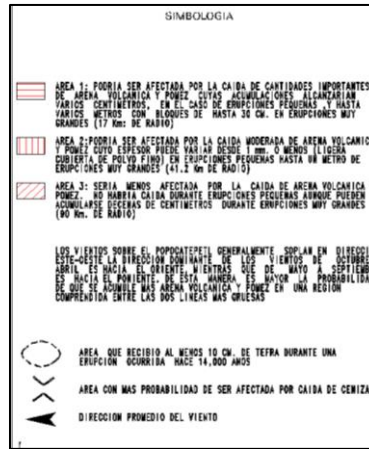 SIMBOLOGIA
AREA 1: PODRIA SER AFECTADA POR LA CAIDA DE CANTIDADES IMPORTANTES
DE ARENA VOLCANICA Y POMEZ CUYAS ACUMULACIONES ALCANZARIAN
VARIOS CENTIMETROS, EN EL CASO DE ERUPCIONES PEQUEÑAS ,Y HASTA
VARIOS METROS CON BLOQUES DE HASTA 30 CM. EN ERUPCIONES MUY
GRANDES (17 Km: DE RADIO)
AREA 2:PODRIA SER AFECTADA POR LA CAIDA MODERADA DE ARENA VOLCANIC
Y POMEZ CUYO ESPESOR PUEDE VARIAR DESDE 1 mm. O MENOS (LIGERA
CUBIERTA DE POLVO FINO) EN ERUPCIONES PEQUEÑAS HASTA UN METRO DE
ERUPCIONES MUY GRANDES (41.2 Km DE RADIO)
AREA 3: SERIA MENOS AFECTADA POR LA CAIDA DE ARENA VOLCANICA
POMEZ. NO HABRIA CAIDA DURANTE ERUPCIONES PEQUEÑAS AUNQUE PUEDEN
ACUMULARSE DECENAS DE CENTIMETROS DURANTE ERUPCIONES MUY GRANDES
(90 Km. DE RADIO)
LOS VIENTOS SOBRE EL POPOCATEPETL GENERALMENTE SOPLAN EN DIRECCI
ESTE-OESTE LA DIRECCION DOMINANTE DE LOS VIENTOS DE OCTUBRE
ABRIL ES HACIA EL ORIENTE, MIENTRAS QUE DE MAYO A SEPTIEMB
ES HACIA EL PONIENTE. DE ESTA MANERA ES MAYOR LA PROBABILIDA
DE QUE SE ACUMULE MAS ARENA VOLCANICA Y POMEZ EN UNA REGION
COMPRENDIDA ENTRE LAS DOS LINEAS MAS GRUESAS
AREA QUE RECIBIO AL MENOS 10 CM. DE TEFRA DURANTE UNA
ERUPCION OCURRIDA HACE 14,000 AÑOS
AREA CON MAS PROBABILIDAD DE SER AFECTADA POR CAIDA DE CENIZA
DIRECCION PROMEDIO DEL VIENTO